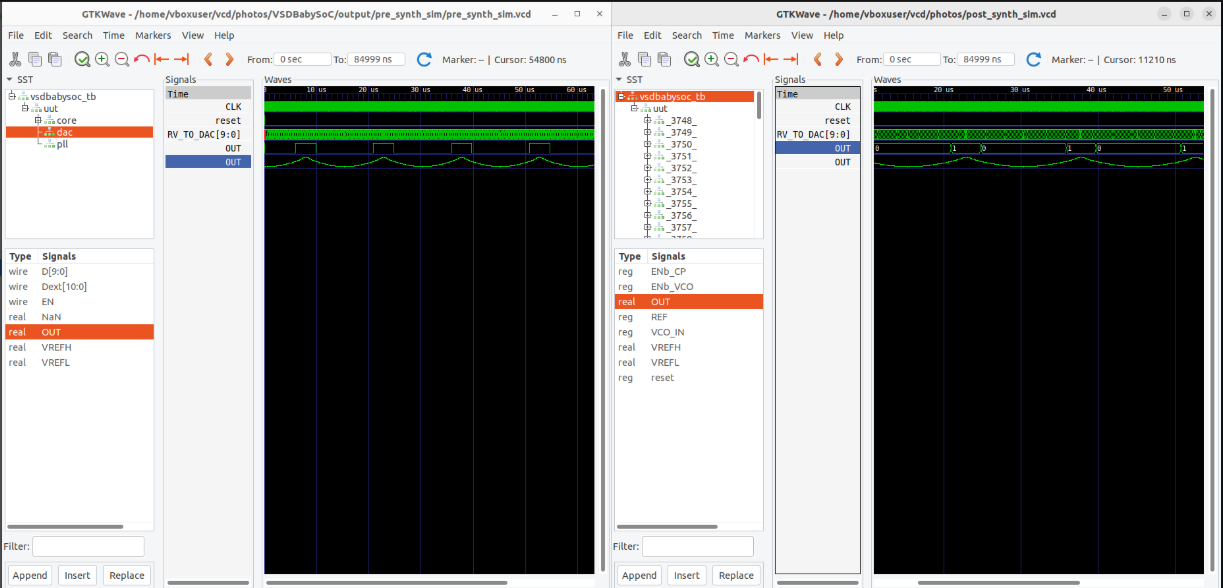 GTKWave - /home/vboxuser/vcd/photos/VSDBabySoC/output/pre_synth_sim/pre_synth_sim.vcd
File Edit Search Time Markers View Help
From: 0 sec To: 84999 ns Marker: -- | Cursor: 54800 ns
SST
vsdbabysoc_tb
uut
core
dac
pll
Type Signals
wire D[9:0]
wire Dext[10:0]
wire EN
real NaN
real OUT
real VREFH
real VREFL
Filter:
Append Insert Replace
Signals
Time
CLK
reset
RV_TO_DAC[9:0]
OUT
OUT
Waves
10 us 20 us 30 us 40 us 50 us 60 us
GTKWave - /home/vboxuser/vcd/photos/post_synth_sim.vcd
File Edit Search Time Markers View Help
From: 0 sec To: 84999 ns Marker: -- | Cursor: 11210 ns
SST
vsdbabysoc_tb
uut
_3748_
_3749_
_3750_
_3751_
_3752_
_3753_
_3754_
_3755_
_3756_
_3757_
Type Signals
reg ENb_CP
reg ENb_VCO
real OUT
reg REF
reg VCO_IN
real VREFH
real VREFL
reg reset
Filter:
Append Insert Replace
Signals
Time
CLK
reset
RV_TO_DAC[9:0]
OUT
OUT
Waves
20 us 30 us 40 us 50 us
0 1 0 1 0 1